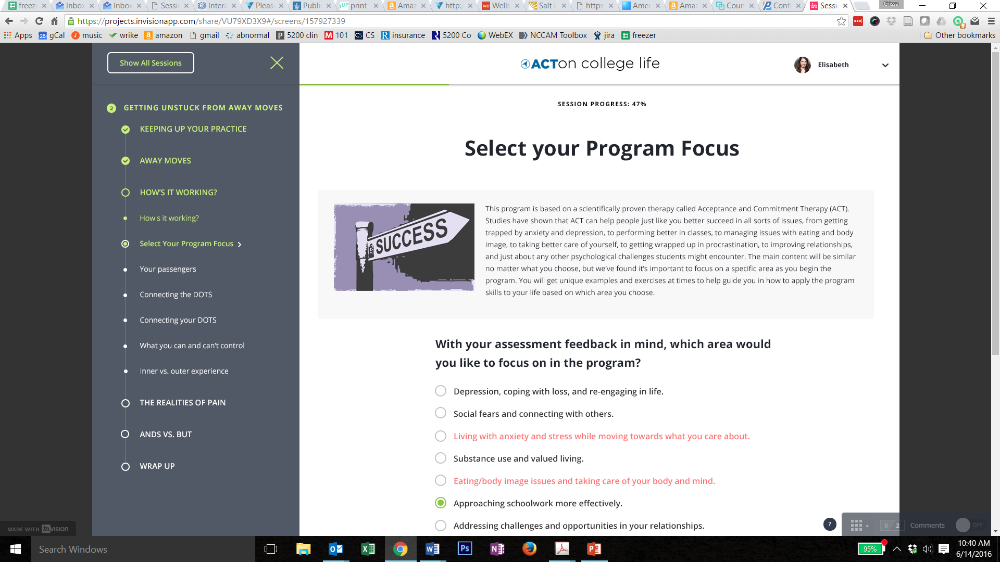 freez
Inbox
Inbox
Sessi
Intera
Pleas
Publi
print_
Amaz
http:/
Wells
Salt L
https
Amer
Amaz
Coun
Confi
Sessi
Crissa
https://projects.invisionapp.com/share/VU79XD3X9#/screens/157927339
Apps
gCal
music
wrike
amazon
gmail
abnormal
5200 clin
101
CS
insurance
5200 Co
WebEX
NCCAM Toolbox
jira
freezer
Other bookmarks
Show All Sessions
ACTon college life
Elisabeth
2 GETTING UNSTUCK FROM AWAY MOVES
KEEPING UP YOUR PRACTICE
AWAY MOVES
HOW'S IT WORKING?
How's it working?
Select Your Program Focus
Your passengers
Connecting the DOTS
Connecting your DOTS
What you can and can't control
Inner vs. outer experience
THE REALITIES OF PAIN
ANDS VS. BUT
WRAP UP
MADE WITH invision
SESSION PROGRESS: 47%
Select your Program Focus
SUCCESS
This program is based on a scientifically proven therapy called Acceptance and Commitment Therapy (ACT).
Studies have shown that ACT can help people just like you better succeed in all sorts of issues, from getting
trapped by anxiety and depression, to performing better in classes, to managing issues with eating and body
image, to taking better care of yourself, to getting wrapped up in procrastination, to improving relationships,
and just about any other psychological challenges students might encounter. The main content will be similar
no matter what you choose, but we've found it's important to focus on a specific area as you begin the
program. You will get unique examples and exercises at times to help guide you in how to apply the program
skills to your life based on which area you choose.
With your assessment feedback in mind, which area would
you like to focus on in the program?
Depression, coping with loss, and re-engaging in life.
Social fears and connecting with others.
Living with anxiety and stress while moving towards what you care about.
Substance use and valued living.
Eating/body image issues and taking care of your body and mind.
Approaching schoolwork more effectively.
Addressing challenges and opportunities in your relationships.
? 0 2 Comments OFF
Search Windows
95%
10:40 AM
6/14/2016